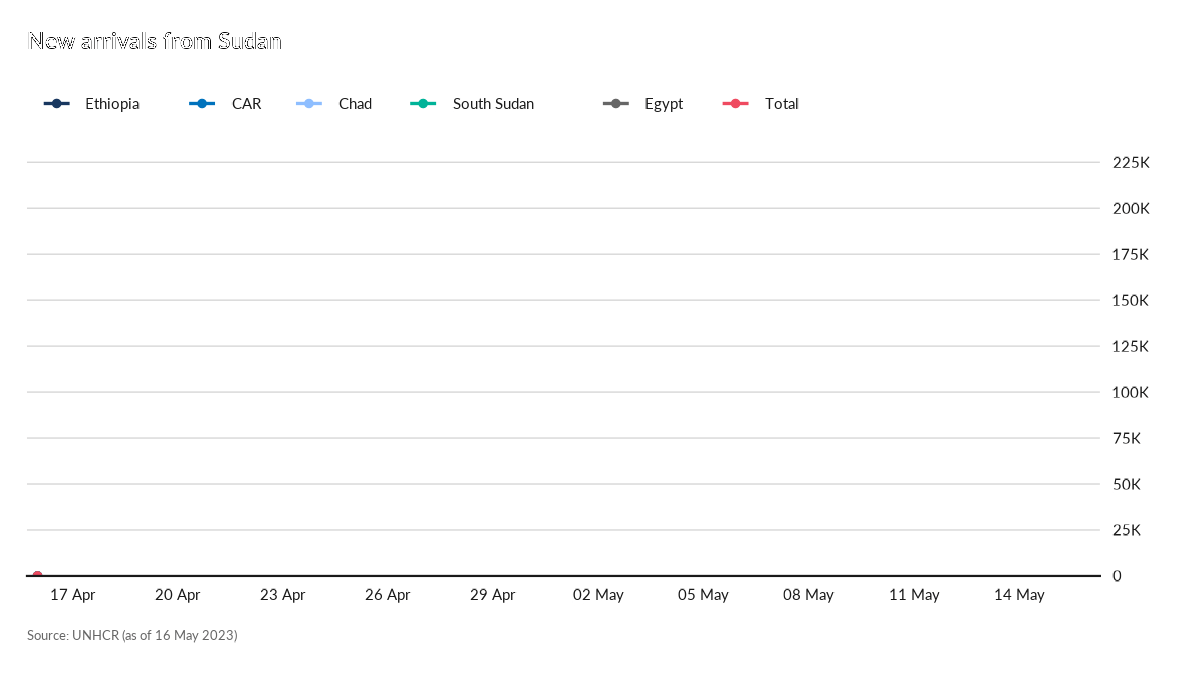 New arrivals from Sudan
Ethiopia CAR Chad South Sudan Egypt Total
225K
200K
175K
150K
125K
100K
75K
50K
25K
0
17 Apr 20 Apr 23 Apr 26 Apr 29 Apr 02 May 05 May 08 May 11 May 14 May
Source: UNHCR (as of 16 May 2023)